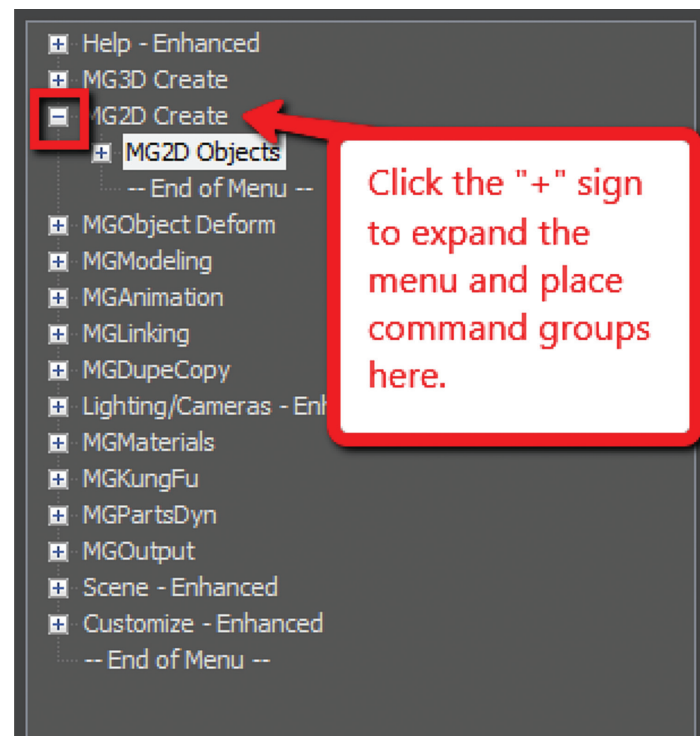 Help - Enhanced
MG3D Create
MG2D Create
MG2D Objects
-- End of Menu --
MGObject Deform
MGModeling
MGAnimation
MGLinking
MGDupeCopy
Lighting/Cameras - Enh
MGMaterials
MGKungFu
MGPartsDyn
MGOutput
Scene - Enhanced
Customize - Enhanced
-- End of Menu --
Click the "+" sign
to expand the
menu and place
command groups
here.